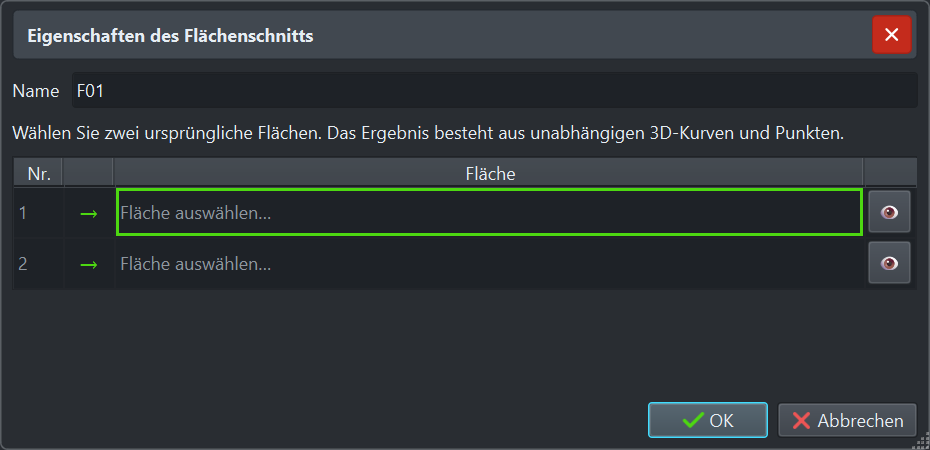 Eigenschaften des Flächenschnitts
Name F01
Wählen Sie zwei ursprüngliche Flächen. Das Ergebnis besteht aus unabhängigen 3D-Kurven und Punkten.
Nr. Fläche
1 → Fläche auswählen...
2 → Fläche auswählen...
OK Abbrechen